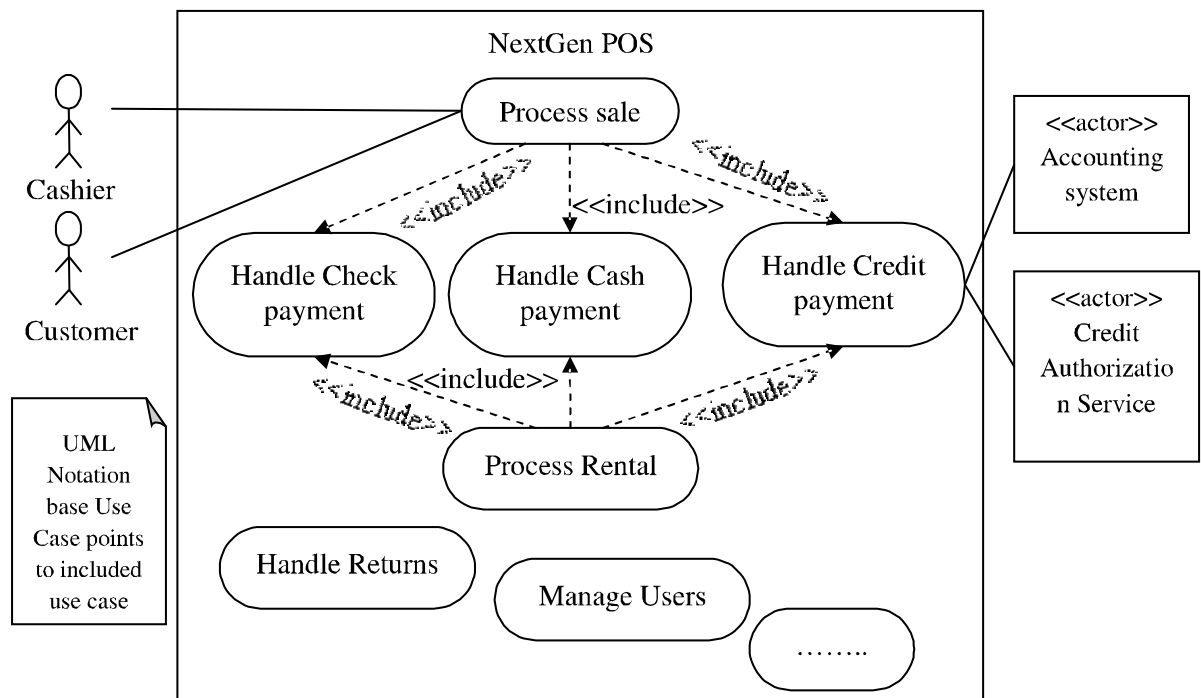 NextGen POS
Process sale
Cashier
Customer
<<include>>
<<include>>
<<include>>
<<actor>>
Accounting
system
Handle Check
payment
Handle Cash
payment
Handle Credit
payment
<<actor>>
Credit
Authorizatio
n Service
<<include>>
<<include>>
<<include>>
Process Rental
UML
Notation
base Use
Case points
to included
use case
Handle Returns
Manage Users
……..